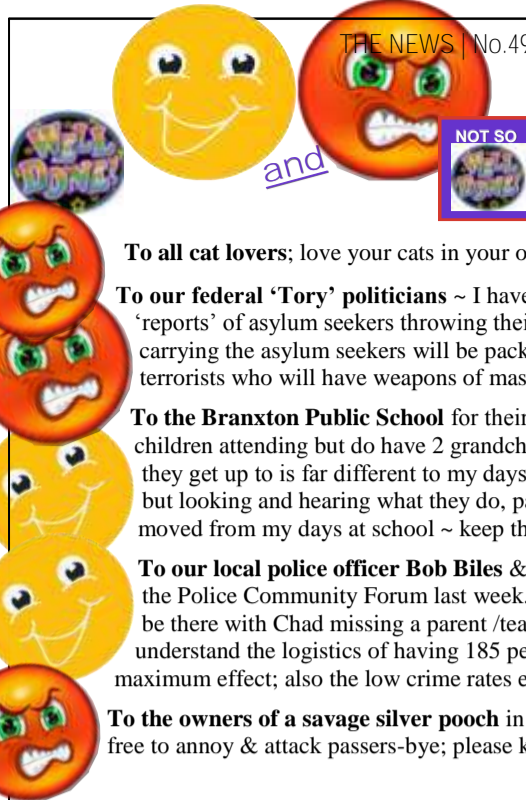 THE NEWS | No.49
WELL DONE!
and
NOT SO
WELL DONE!
To all cat lovers; love your cats in your o
To our federal ‘Tory’ politicians ~ I have
‘reports’ of asylum seekers throwing thei
carrying the asylum seekers will be pack
terrorists who will have weapons of mas
To the Branxton Public School for their
children attending but do have 2 grandch
they get up to is far different to my days
but looking and hearing what they do, pa
moved from my days at school ~ keep th
To our local police officer Bob Biles &
the Police Community Forum last week.
be there with Chad missing a parent /tea
understand the logistics of having 185 pe
maximum effect; also the low crime rates e
To the owners of a savage silver pooch in
free to annoy & attack passers-bye; please k